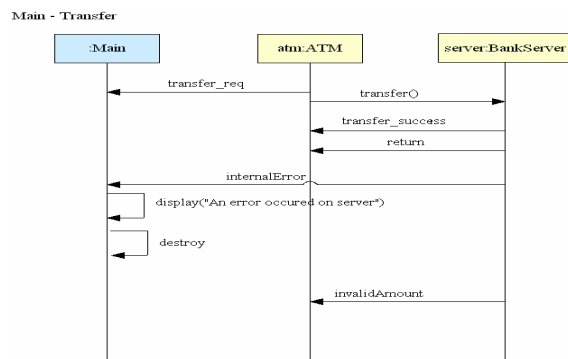 Main - Transfer
:Main
atm:ATM
server:BankServer
transfer_req
transfer()
transfer_success
return
internalError
display("An error occured on server")
destroy
invalidAmount